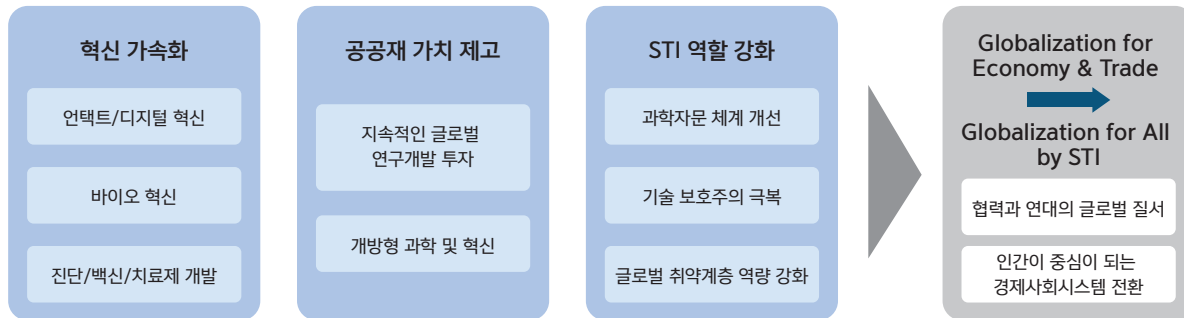 혁신 가속화
언택트/디지털 혁신
바이오 혁신
진단/백신/치료제 개발
공공재 가치 제고
지속적인 글로벌
연구개발 투자
개방형 과학 및 혁신
STI 역할 강화
과학자문 체계 개선
기술 보호주의 극복
글로벌 취약계층 역량 강화
Globalization for
Economy & Trade
Globalization for All
by STI
협력과 연대의 글로벌 질서
인간이 중심이 되는
경제사회시스템 전환